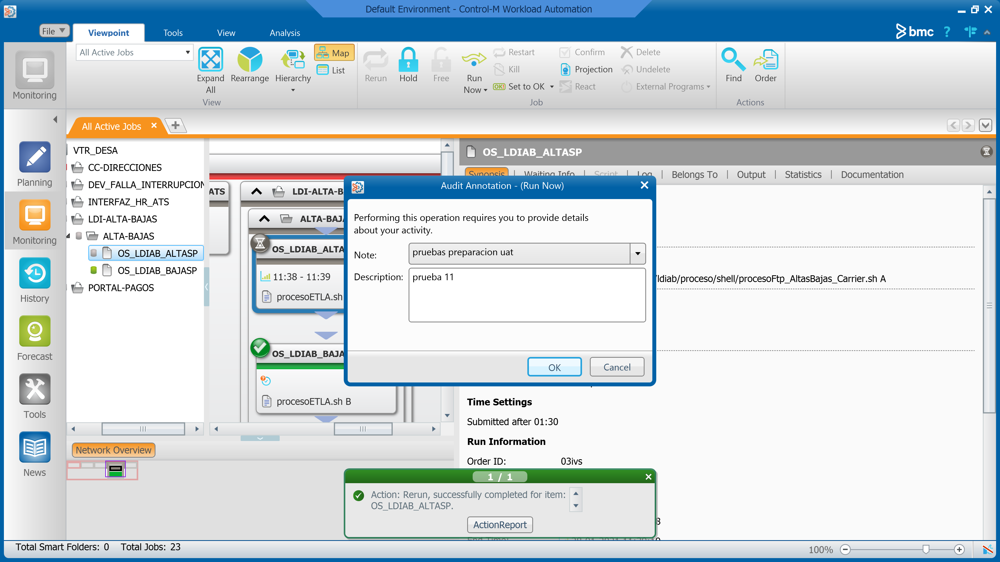 Default Environment - Control-M Workload Automation
File
Viewpoint
Tools
View
Analysis
bmc
?
Monitoring
All Active Jobs
Expand All
Rearrange
Hierarchy
Map
List
View
Rerun
Hold
Free
Run Now
Restart
Kill
OK! Set to OK
Confirm
Projection
React
Delete
Undelete
External Programs
Job
Find
Order
Actions
All Active Jobs
Planning
Monitoring
History
Forecast
Tools
News
VTR_DESA
CC-DIRECCIONES
DEV_FALLA_INTERRUPCION
INTERFAZ_HR_ATS
LDI-ALTA-BAJAS
ALTA-BAJAS
OS_LDIAB_ALTASP
OS_LDIAB_BAJASP
PORTAL-PAGOS
ATS
LDI-ALTA-B
ALTA-BAJ
OS_LDIAB_ALTA
11:38 - 11:39
procesoETLA.sh
OS_LDIAB_BAJA
procesoETLA.sh B
Network Overview
OS_LDIAB_ALTASP
Synopsis
Waiting Info
Script
Log
Belongs To
Output
Statistics
Documentation
/ldiab/proceso/shell/procesoFtp_AltasBajas_Carrier.sh A
Time Settings
Submitted after 01:30
Run Information
Order ID: 03ivs
8
End Time: 28-01-2021 11:39:19
Audit Annotation - (Run Now)
Performing this operation requires you to provide details
about your activity.
Note: pruebas preparacion uat
Description: prueba 11
OK
Cancel
1 / 1
Action: Rerun, successfully completed for item:
OS_LDIAB_ALTASP.
ActionReport
Total Smart Folders: 0 Total Jobs: 23
100%